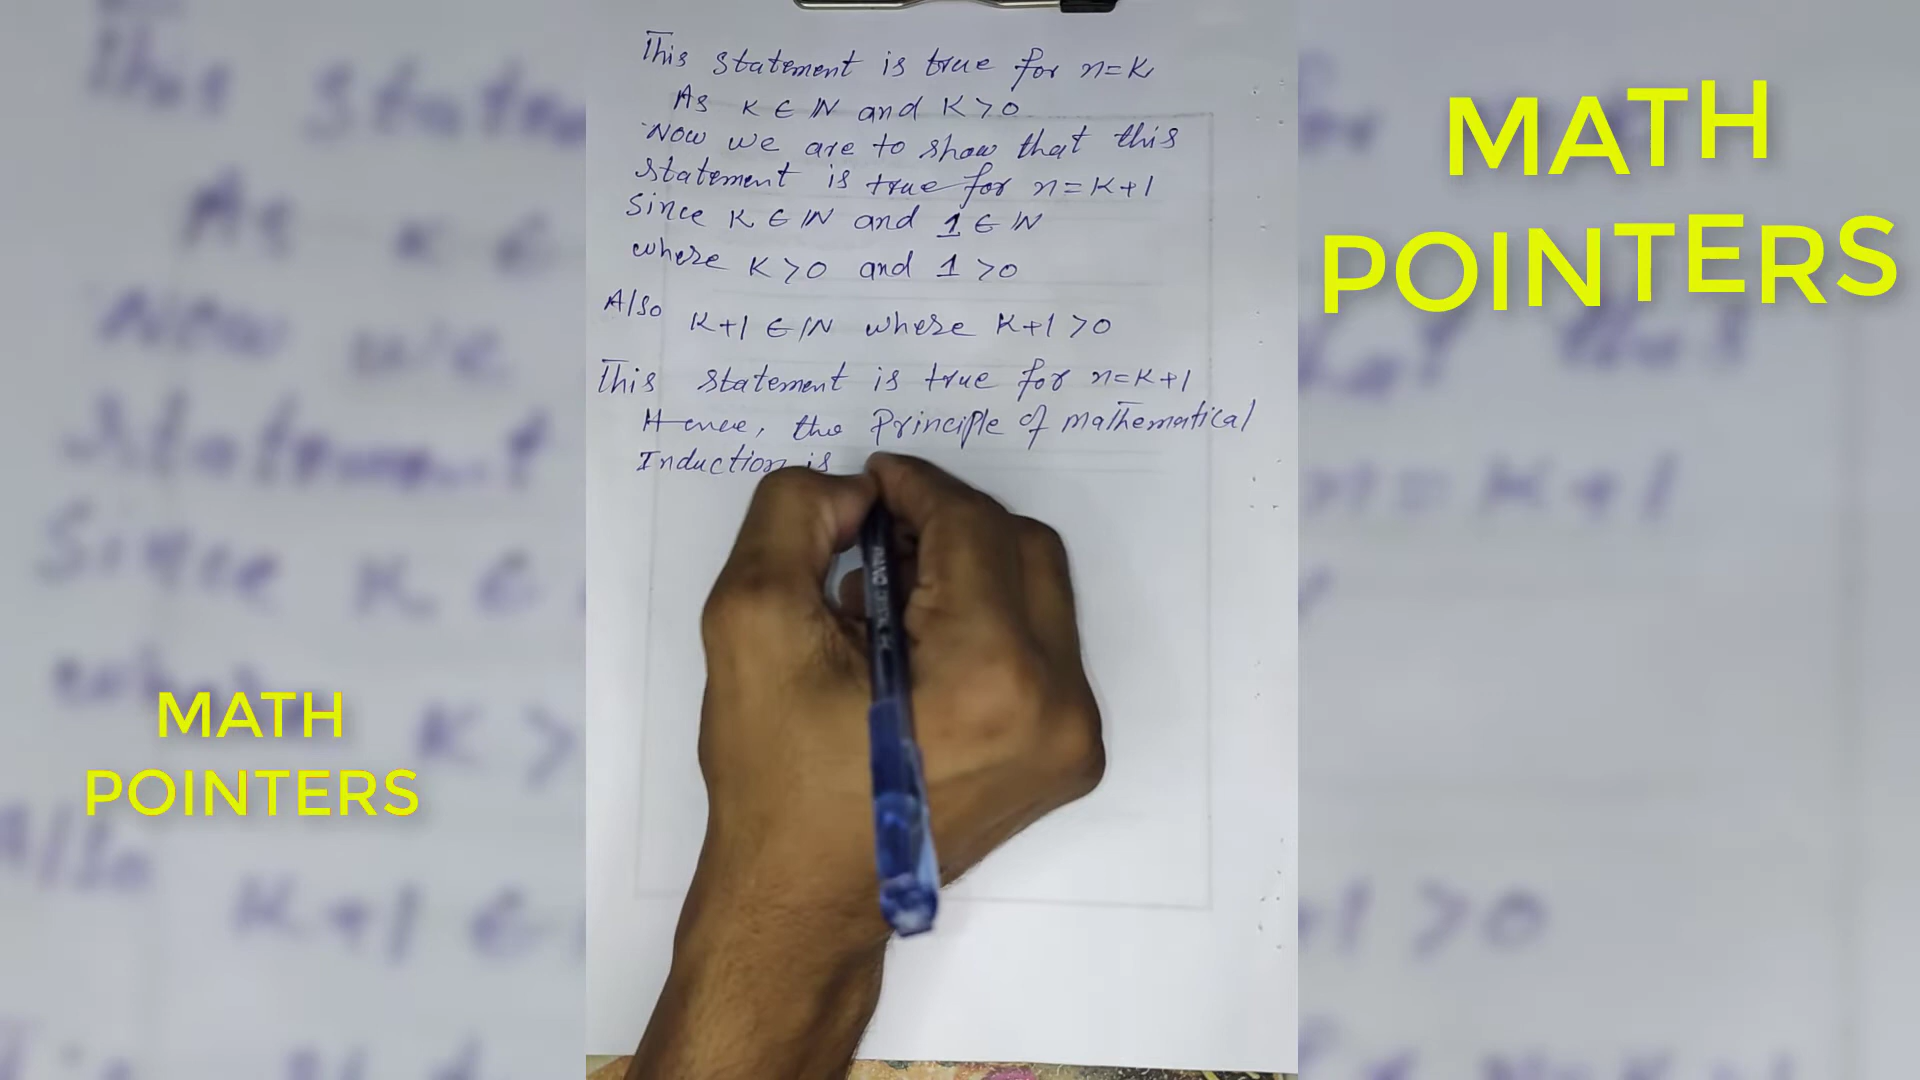 This statement is true for n=K
As K ∈ ℕ and K>0
Now we are to show that this
statement is true for n=K+1
Since K ∈ ℕ and 1 ∈ ℕ
where K>0 and 1>0
Also K+1 ∈ ℕ where K+1>0
This statement is true for n=K+1
Hence, the Principle of mathematical
Induction is
MATH
POINTERS
MATH
POINTERS